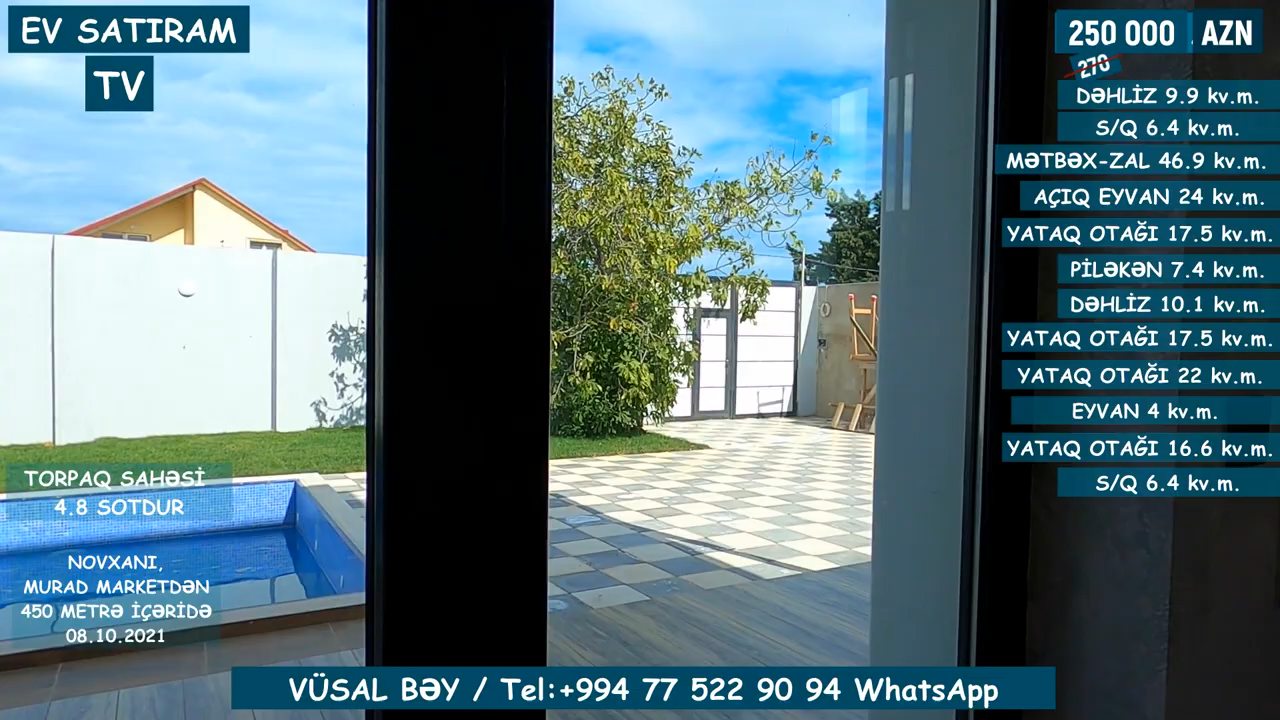 EV SATIRAM
TV
250 000 AZN
270
DƏHLİZ 9.9 kv.m.
S/Q 6.4 kv.m.
MƏTBƏX-ZAL 46.9 kv.m.
AÇIQ EYVAN 24 kv.m.
YATAQ OTAĞI 17.5 kv.m.
PİLƏKƏN 7.4 kv.m.
DƏHLİZ 10.1 kv.m.
YATAQ OTAĞI 17.5 kv.m.
YATAQ OTAĞI 22 kv.m.
EYVAN 4 kv.m.
YATAQ OTAĞI 16.6 kv.m.
S/Q 6.4 kv.m.
TORPAQ SAHƏSİ
4.8 SOTDUR
NOVXANI,
MURAD MARKETDƏN
450 METRƏ İÇƏRİDƏ
08.10.2021
VÜSAL BƏY / Tel:+994 77 522 90 94 WhatsApp